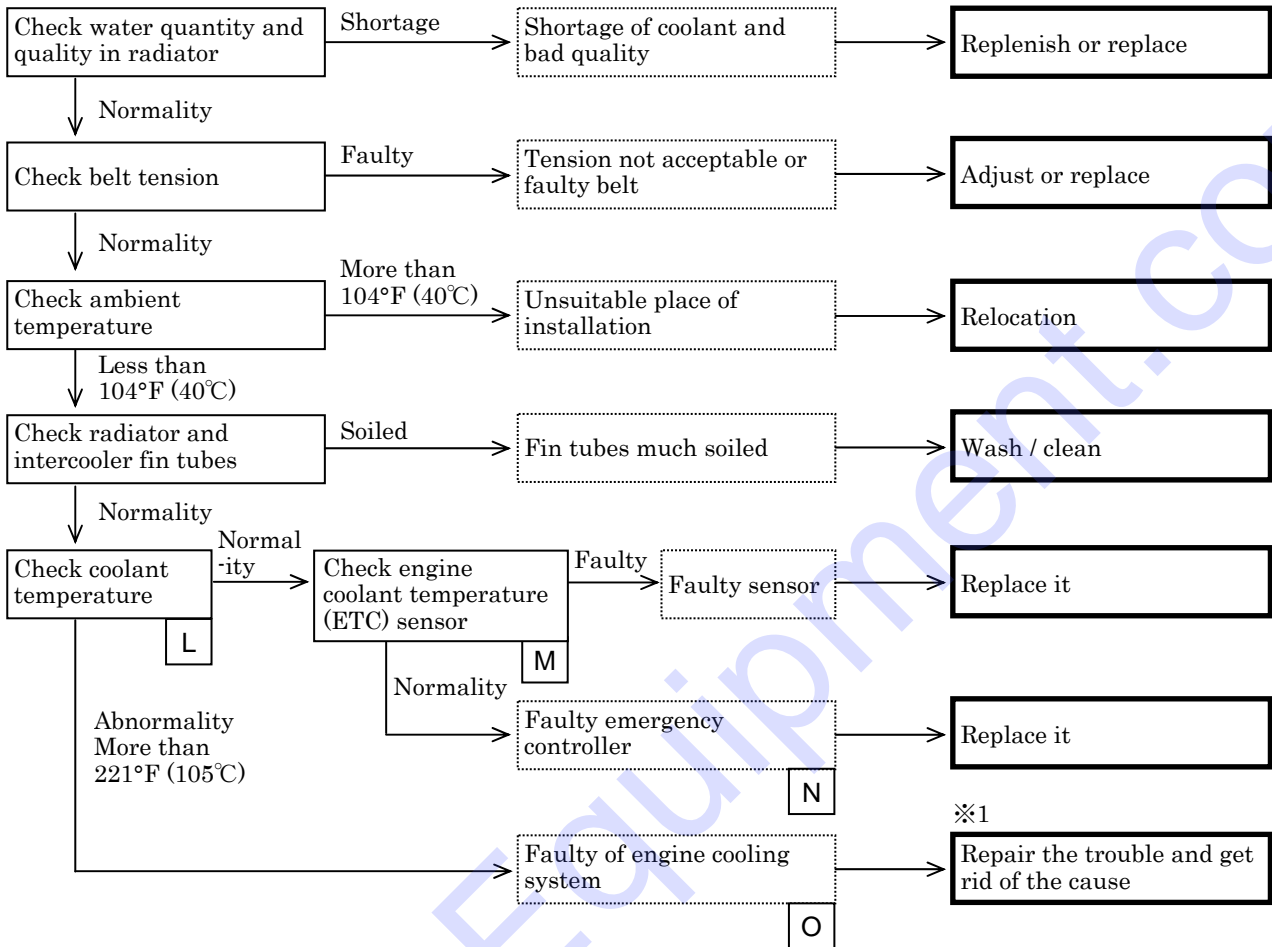 Check water quantity and
quality in radiator
Shortage
Shortage of coolant and
bad quality
Replenish or replace
Normality
Check belt tension
Faulty
Tension not acceptable or
faulty belt
Adjust or replace
Normality
Check ambient
temperature
More than
104°F (40℃)
Unsuitable place of
installation
Relocation
Less than
104°F (40℃)
Check radiator and
intercooler fin tubes
Soiled
Fin tubes much soiled
Wash / clean
Normality
Check coolant
temperature
L
Normal
-ity
Check engine
coolant temperature
(ETC) sensor
M
Faulty
Faulty sensor
Replace it
Normality
Faulty emergency
controller
N
Replace it
Abnormality
More than
221°F (105℃)
Faulty of engine cooling
system
O
※1
Repair the trouble and get
rid of the cause
Equipment.co